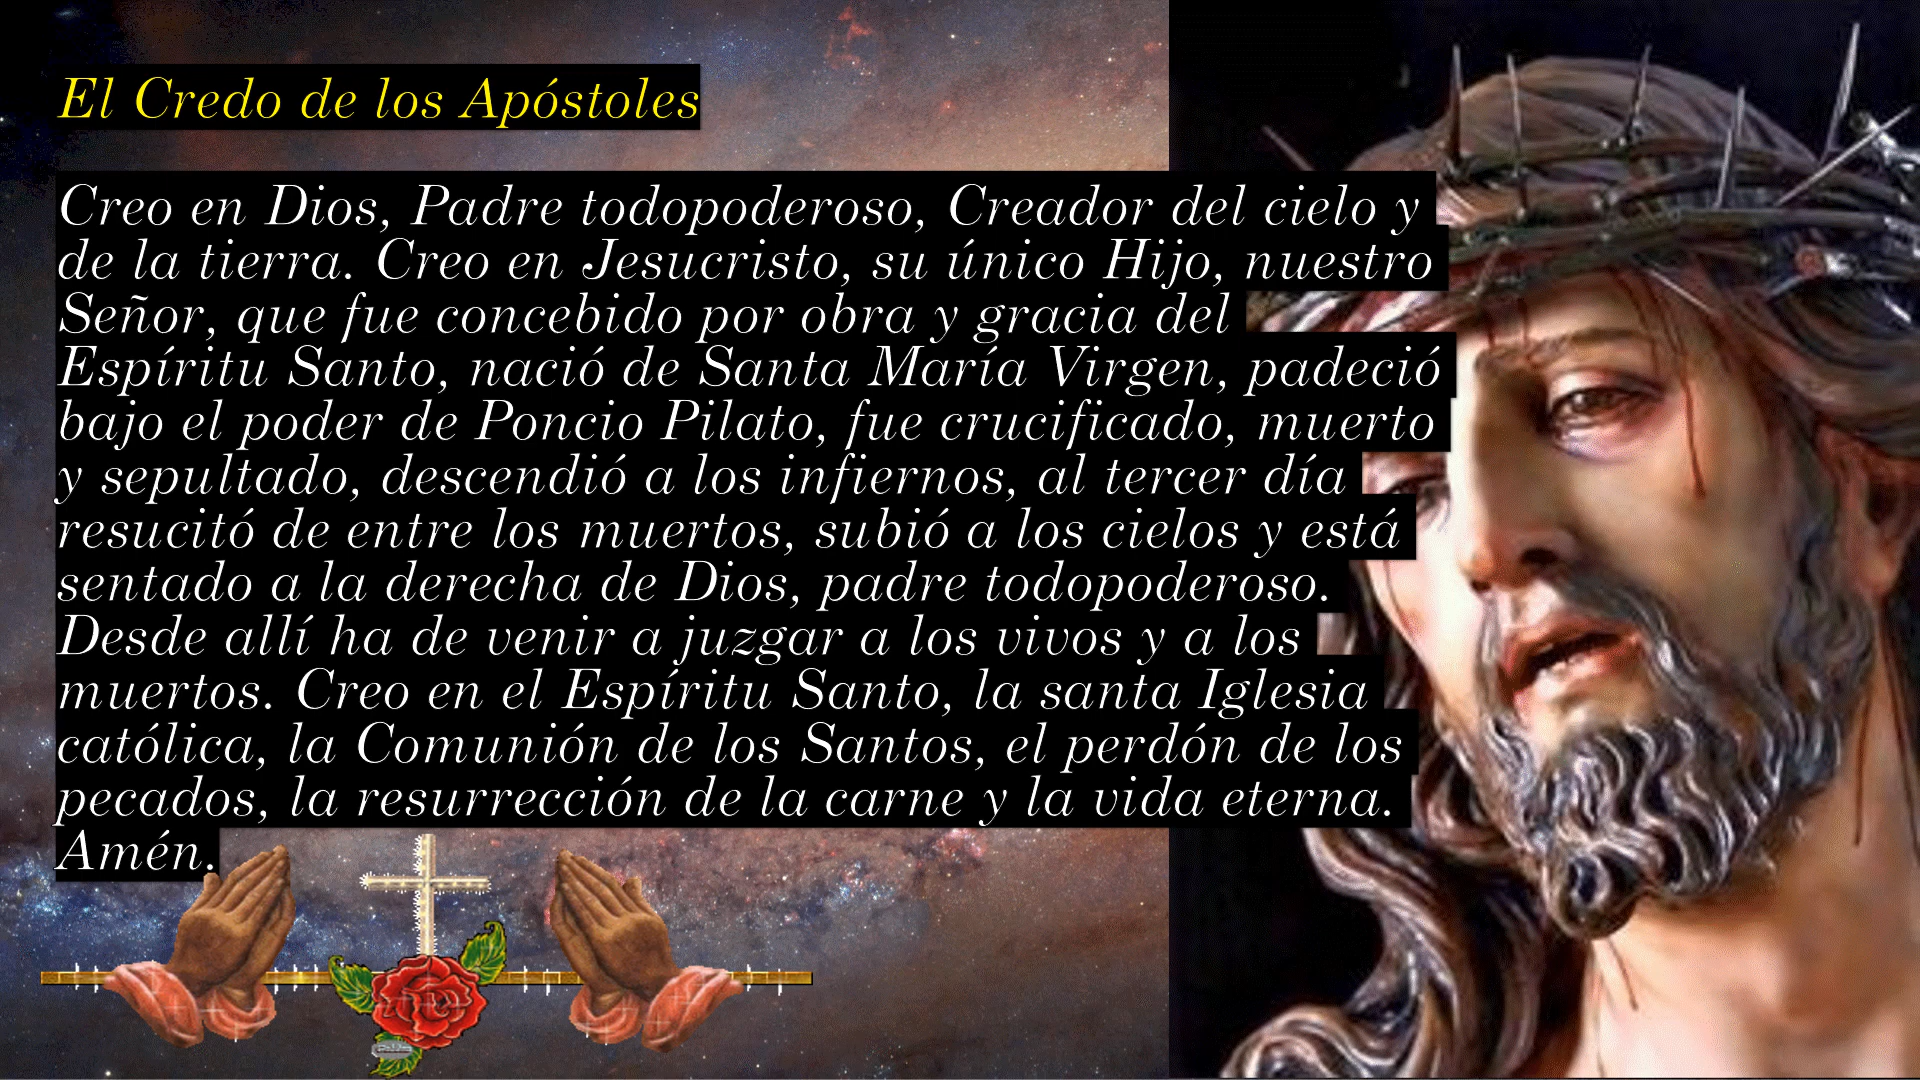 El Credo de los Apóstoles
Creo en Dios, Padre todopoderoso, Creador del cielo y
de la tierra. Creo en Jesucristo, su único Hijo, nuestro
Señor, que fue concebido por obra y gracia del
Espíritu Santo, nació de Santa María Virgen, padeció
bajo el poder de Poncio Pilato, fue crucificado, muerto
y sepultado, descendió a los infiernos, al tercer día
resucitó de entre los muertos, subió a los cielos y está
sentado a la derecha de Dios, padre todopoderoso.
Desde allí ha de venir a juzgar a los vivos y a los
muertos. Creo en el Espíritu Santo, la santa Iglesia
católica, la Comunión de los Santos, el perdón de los
pecados, la resurrección de la carne y la vida eterna.
Amén.